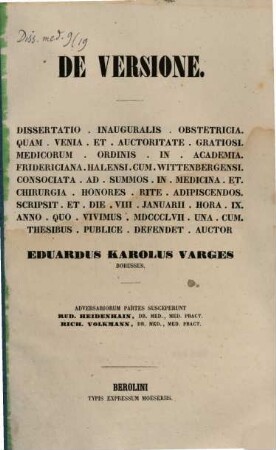 Diss. med. 9/19
DE VERSIONE.
DISSERTATIO . INAUGURALIS . OBSTETRICIA.
QUAM . VENIA . ET . AUCTORITATE . GRATIOSI.
MEDICORUM . ORDINIS . IN . ACADEMIA.
FRIDERICIANA . HALENSI . CUM . WITTENBERGENSI.
CONSOCIATA . AD . SUMMOS . IN . MEDICINA . ET.
CHIRURGIA . HONORES . RITE . ADIPISCENDOS.
SCRIPSIT . ET . DIE . VIII . JANUARII . HORA . IX.
ANNO . QUO . VIVIMUS . MDCCCLVII . UNA . CUM.
THESIBUS . PUBLICE . DEFENDET . AUCTOR
EDUARDUS KAROLUS VARGES
BORUSSUS.
ADVERSARIORUM PARTES SUSCEPERUNT
RUD. HEIDENHAIN, DR. MED., MED. PRACT.
RICH. VOLKMANN, DR. MED., MED. PRACT.
BEROLINI
TYPIS EXPRESSUM MOESERSIS.